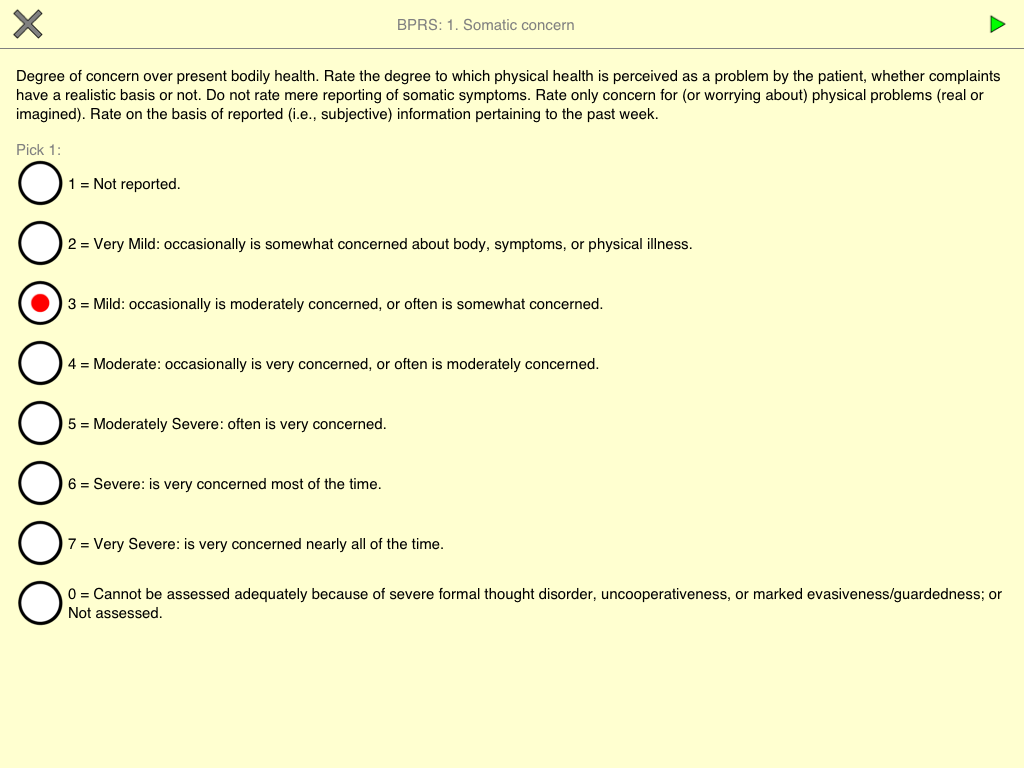 BPRS: 1. Somatic concern
Degree of concern over present bodily health. Rate the degree to which physical health is perceived as a problem by the patient, whether complaints
have a realistic basis or not. Do not rate mere reporting of somatic symptoms. Rate only concern for (or worrying about) physical problems (real or
imagined). Rate on the basis of reported (i.e., subjective) information pertaining to the past week.
Pick 1:
1 = Not reported.
2 = Very Mild: occasionally is somewhat concerned about body, symptoms, or physical illness.
3 = Mild: occasionally is moderately concerned, or often is somewhat concerned.
4 = Moderate: occasionally is very concerned, or often is moderately concerned.
5 = Moderately Severe: often is very concerned.
6 = Severe: is very concerned most of the time.
7 = Very Severe: is very concerned nearly all of the time.
0 = Cannot be assessed adequately because of severe formal thought disorder, uncooperativeness, or marked evasiveness/guardedness; or
Not assessed.